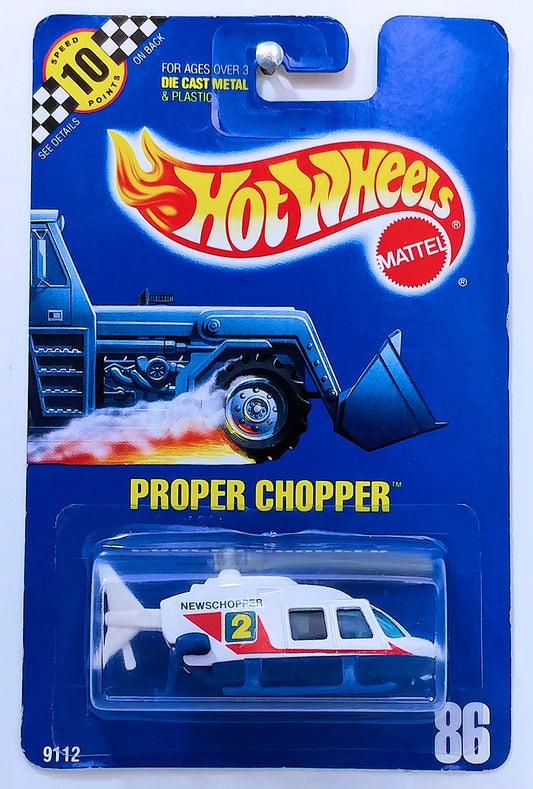 SPEED
10
POINTS
ON BACK
SEE DETAILS
FOR AGES OVER 3
DIE CAST METAL
& PLASTIC
HOT WHEELS®
MATTEL
®
PROPER CHOPPER™
NEWSCHOPPER
2
9112
86